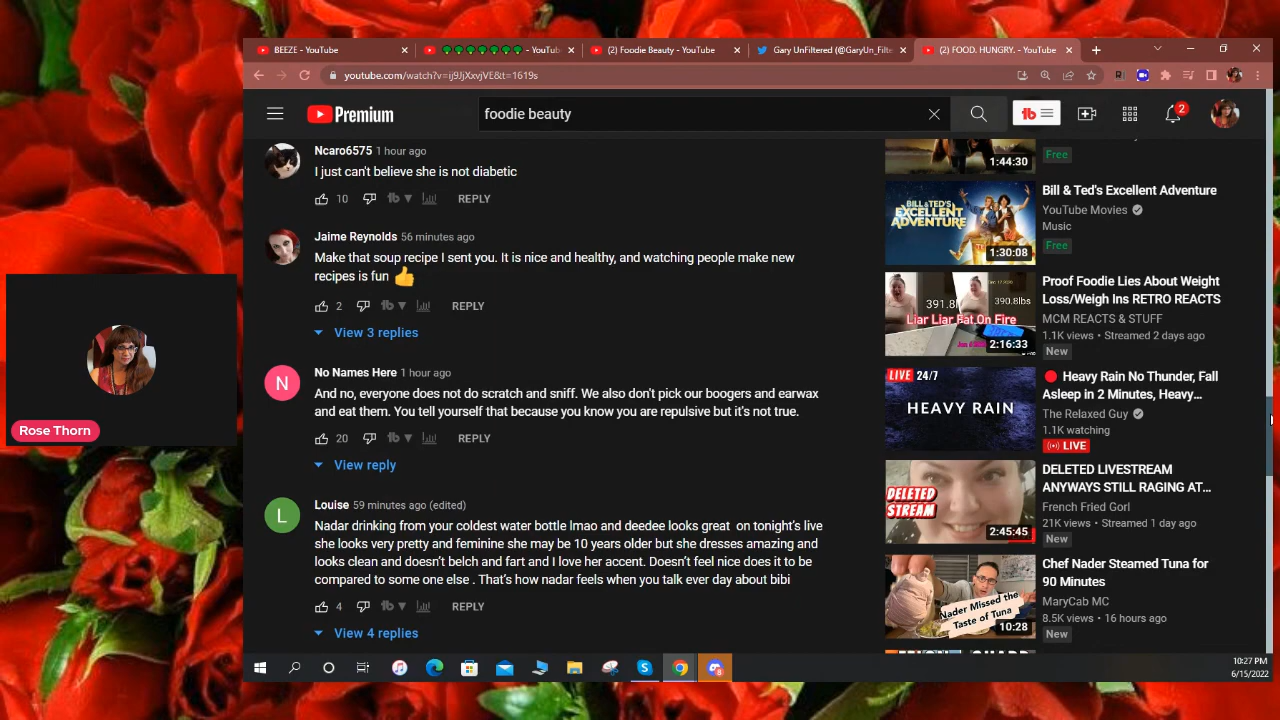 BEEZE - YouTube
- YouTub
(2) Foodie Beauty - YouTube
Gary UnFiltered (@GaryUn_Filte
(2) FOOD. HUNGRY. - YouTube
youtube.com/watch?v=ij9JjXxvjVE&t=1619s
Premium
foodie beauty
tb
2
Ncaro6575 1 hour ago
I just can't believe she is not diabetic
10 tb REPLY
Jaime Reynolds 56 minutes ago
Make that soup recipe I sent you. It is nice and healthy, and watching people make new
recipes is fun 👍
2 tb REPLY
View 3 replies
N
No Names Here 1 hour ago
And no, everyone does not do scratch and sniff. We also don't pick our boogers and earwax
and eat them. You tell yourself that because you know you are repulsive but it's not true.
20 tb REPLY
View reply
L
Louise 59 minutes ago (edited)
Nadar drinking from your coldest water bottle lmao and deedee looks great on tonight's live
she looks very pretty and feminine she may be 10 years older but she dresses amazing and
looks clean and doesn't belch and fart and I love her accent. Doesn't feel nice does it to be
compared to some one else . That's how nadar feels when you talk ever day about bibi
4 tb REPLY
View 4 replies
1:44:30
Free
BILL & TED'S
EXCELLENT
ADVENTURE
1:30:08
Bill & Ted's Excellent Adventure
YouTube Movies
Music
Free
391.8
390.8lbs
Liar Liar Bat On Fire
2:16:33
Proof Foodie Lies About Weight
Loss/Weigh Ins RETRO REACTS
MCM REACTS & STUFF
1.1K views • Streamed 2 days ago
New
LIVE 24/7
HEAVY RAIN
Heavy Rain No Thunder, Fall
Asleep in 2 Minutes, Heavy...
The Relaxed Guy
1.1K watching
LIVE
DELETED
STREAM
2:45:45
DELETED LIVESTREAM
ANYWAYS STILL RAGING AT...
French Fried Gorl
21K views • Streamed 1 day ago
New
Nader Missed the
Taste of Tuna
10:28
Chef Nader Steamed Tuna for
90 Minutes
MaryCab MC
8.5K views • 16 hours ago
New
Rose Thorn
10:27 PM
6/15/2022